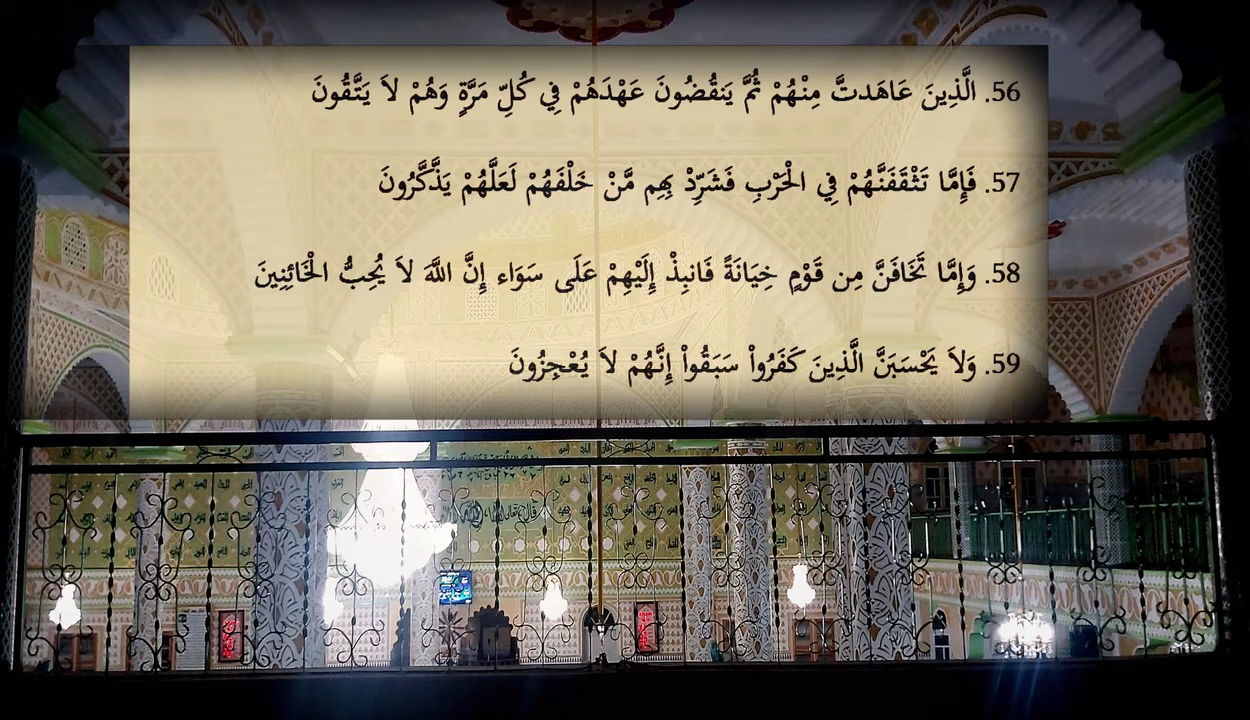 56. الَّذِينَ عَاهَدتَّ مِنْهُمْ ثُمَّ يَنقُضُونَ عَهْدَهُمْ فِي كُلِّ مَرَّةٍ وَهُمْ لاَ يَتَّقُونَ
57. فَإِمَّا تَثْقَفَنَّهُمْ فِي الْحَرْبِ فَشَرِّدْ بِهِم مَّنْ خَلْفَهُمْ لَعَلَّهُمْ يَذَّكَّرُونَ
58. وَإِمَّا تَخَافَنَّ مِن قَوْمٍ خِيَانَةً فَانبِذْ إِلَيْهِمْ عَلَى سَوَاء إِنَّ اللَّهَ لاَ يُحِبُّ الْخَائِنِينَ
59. وَلاَ يَحْسَبَنَّ الَّذِينَ كَفَرُواْ سَبَقُواْ إِنَّهُمْ لاَ يُعْجِزُونَ